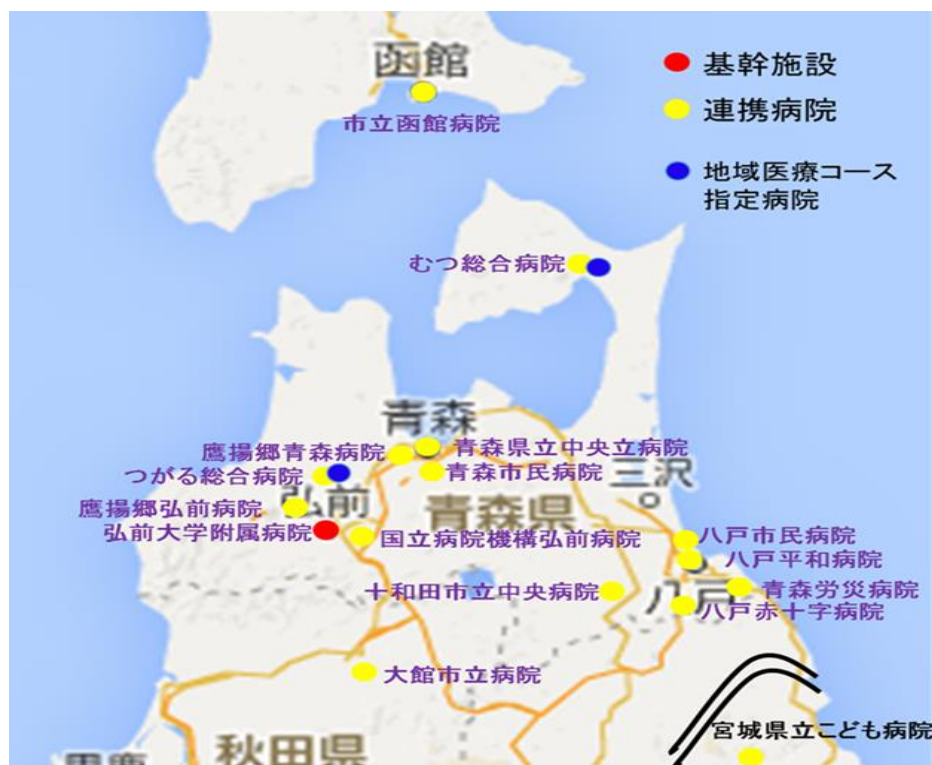 函館
市立函館病院
基幹施設
連携病院
地域医療コース
指定病院
むつ総合病院
青森
鷹揚郷青森病院
青森県立中央立病院
つがる総合病院
青森市民病院
三沢
弘前
鷹揚郷弘前病院
青森県
弘前大学附属病院
国立病院機構弘前病院
八戸市民病院
八戸平和病院
十和田市立中央病院
八戸
青森労災病院
八戸赤十字病院
大館市立病院
宮城県立こども病院
秋田県